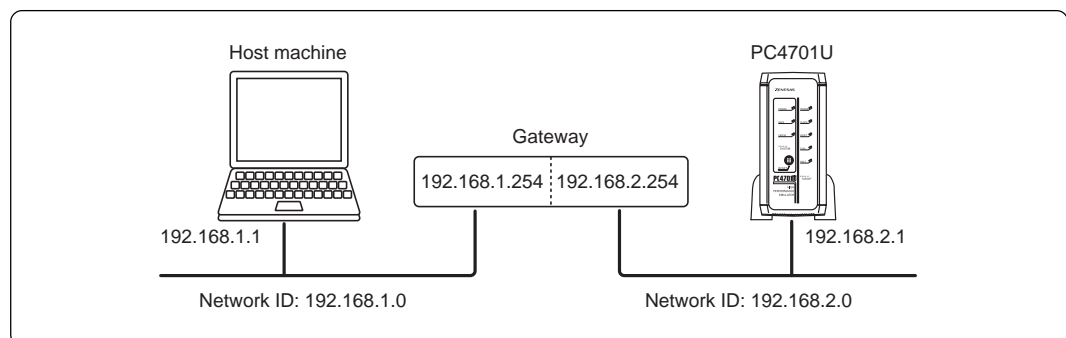 Host machine
PC4701U
Gateway
192.168.1.254
192.168.2.254
192.168.1.1
192.168.2.1
Network ID: 192.168.1.0
Network ID: 192.168.2.0